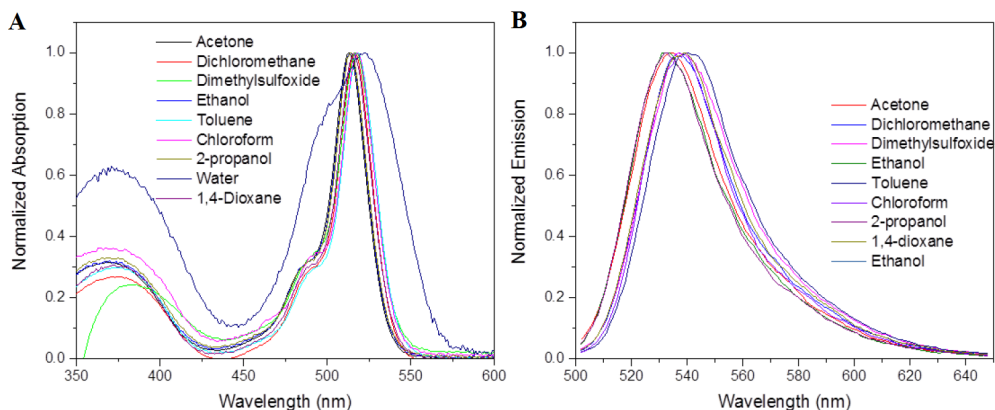 A
Normalized Absorption
1.0
0.8
0.6
0.4
0.2
0.0
Acetone
Dichloromethane
Dimethylsulfoxide
Ethanol
Toluene
Chloroform
2-propanol
Water
1,4-Dioxane
350 400 450 500 550 600
Wavelength (nm)
B
Normalized Emission
1.0
0.8
0.6
0.4
0.2
0.0
Acetone
Dichloromethane
Dimethylsulfoxide
Ethanol
Toluene
Chloroform
2-propanol
1,4-dioxane
Ethanol
500 520 540 560 580 600 620 640
Wavelength (nm)